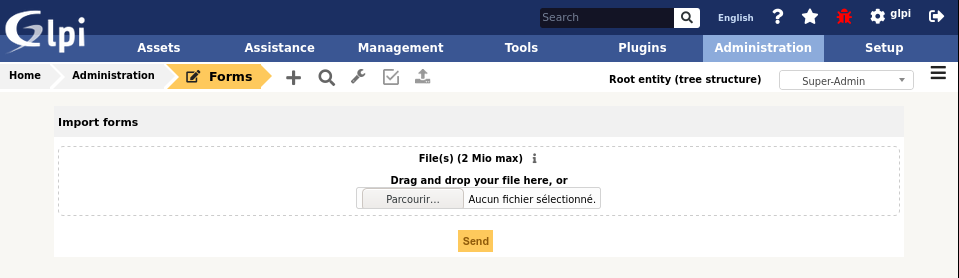 Glpi
Search
English
glpi
Assets Assistance Management Tools Plugins Administration Setup
Home Administration Forms Root entity (tree structure) Super-Admin
Import forms
File(s) (2 Mio max)
Drag and drop your file here, or
Parcourir... Aucun fichier sélectionné.
Send